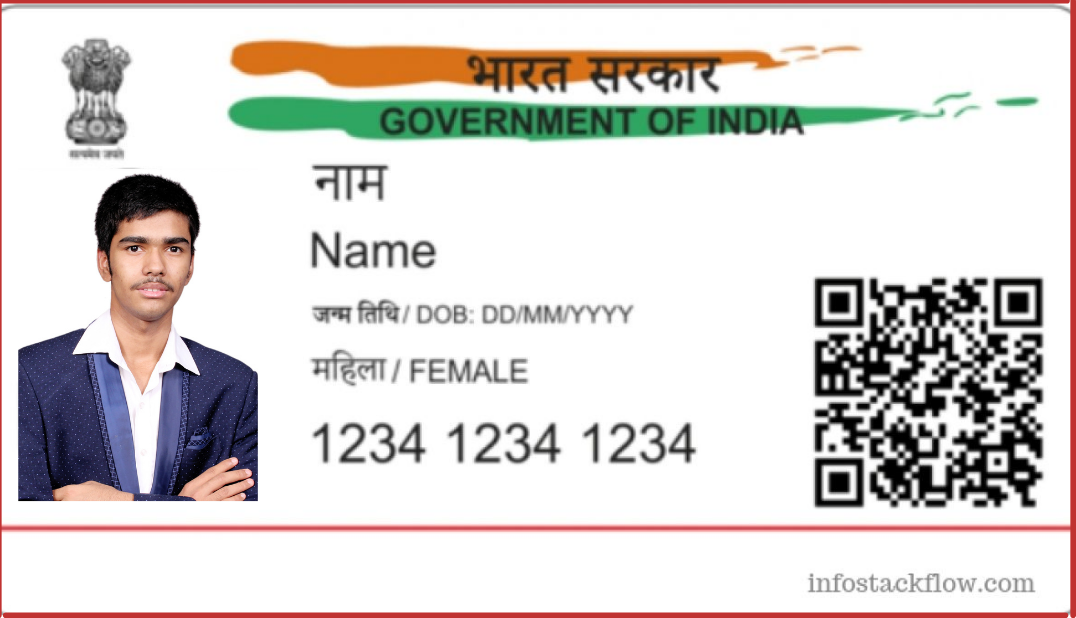 भारत सरकार
GOVERNMENT OF INDIA
सत्यमेव जयते
नाम
Name
जन्म तिथि / DOB: DD/MM/YYYY
महिला / FEMALE
1234 1234 1234
infostackflow.com